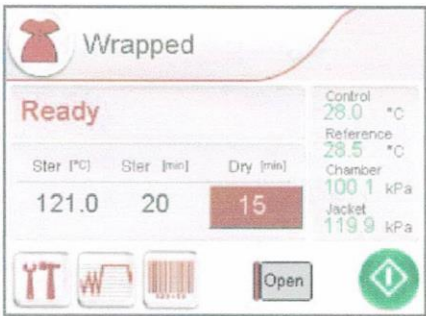 Wrapped
Ready
Ster [°C] Ster [min] Dry [min]
121.0 20 15
Control
28.0 °C
Reference
28.5 °C
Chamber
100.1 kPa
Jacket
119.9 kPa
Open